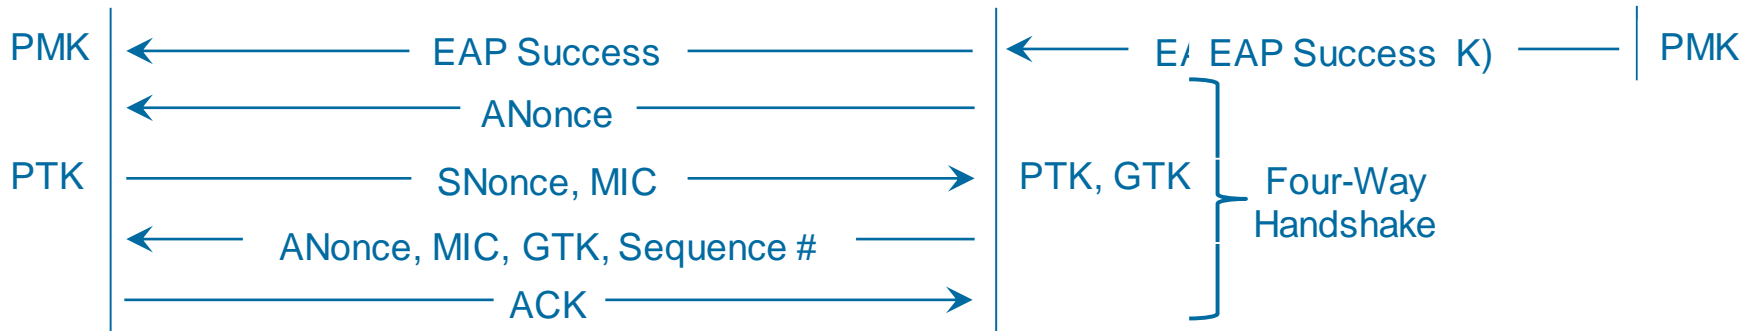 PMK
EAP Success
EAP Success K)
PMK
ANonce
PTK
SNonce, MIC
PTK, GTK
Four-Way
Handshake
ANonce, MIC, GTK, Sequence #
ACK